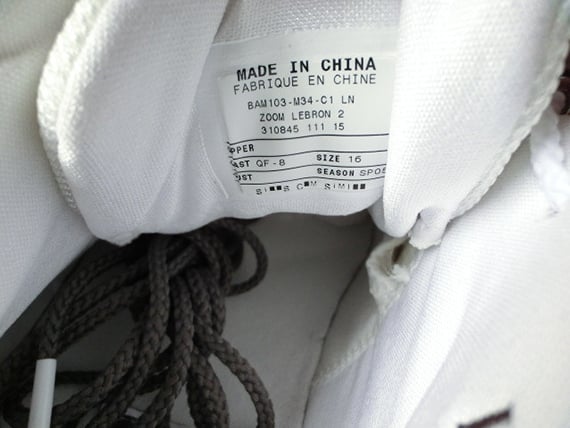 MADE IN CHINA
FABRIQUE EN CHINE
BAM103-M34-C1 LN
ZOOM LEBRON 2
310845 111 15
PPER
AST QF-8 SIZE 16
UST SEASON SP05